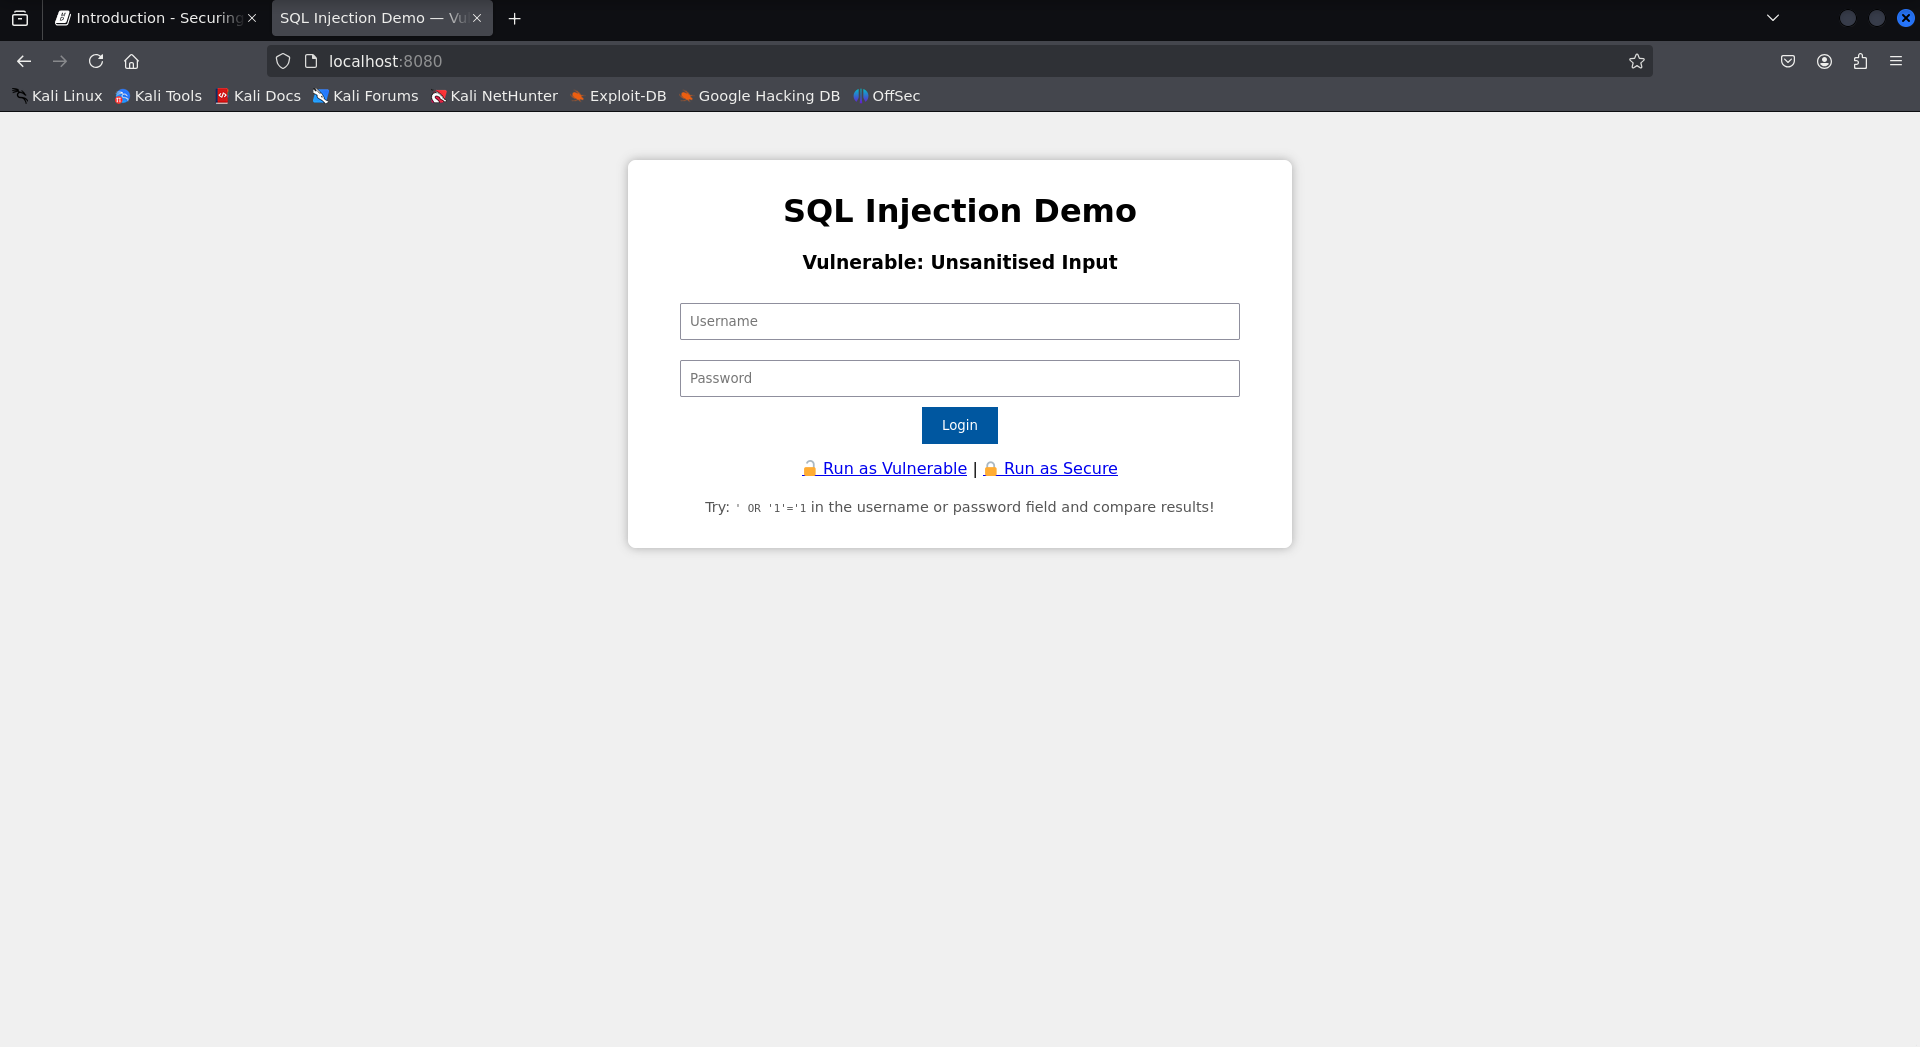 Introduction - Securing
SQL Injection Demo — Vu
localhost:8080
Kali Linux Kali Tools Kali Docs Kali Forums Kali NetHunter Exploit-DB Google Hacking DB OffSec
SQL Injection Demo
Vulnerable: Unsanitised Input
Username
Password
Login
Run as Vulnerable | Run as Secure
Try: ' OR '1'='1 in the username or password field and compare results!